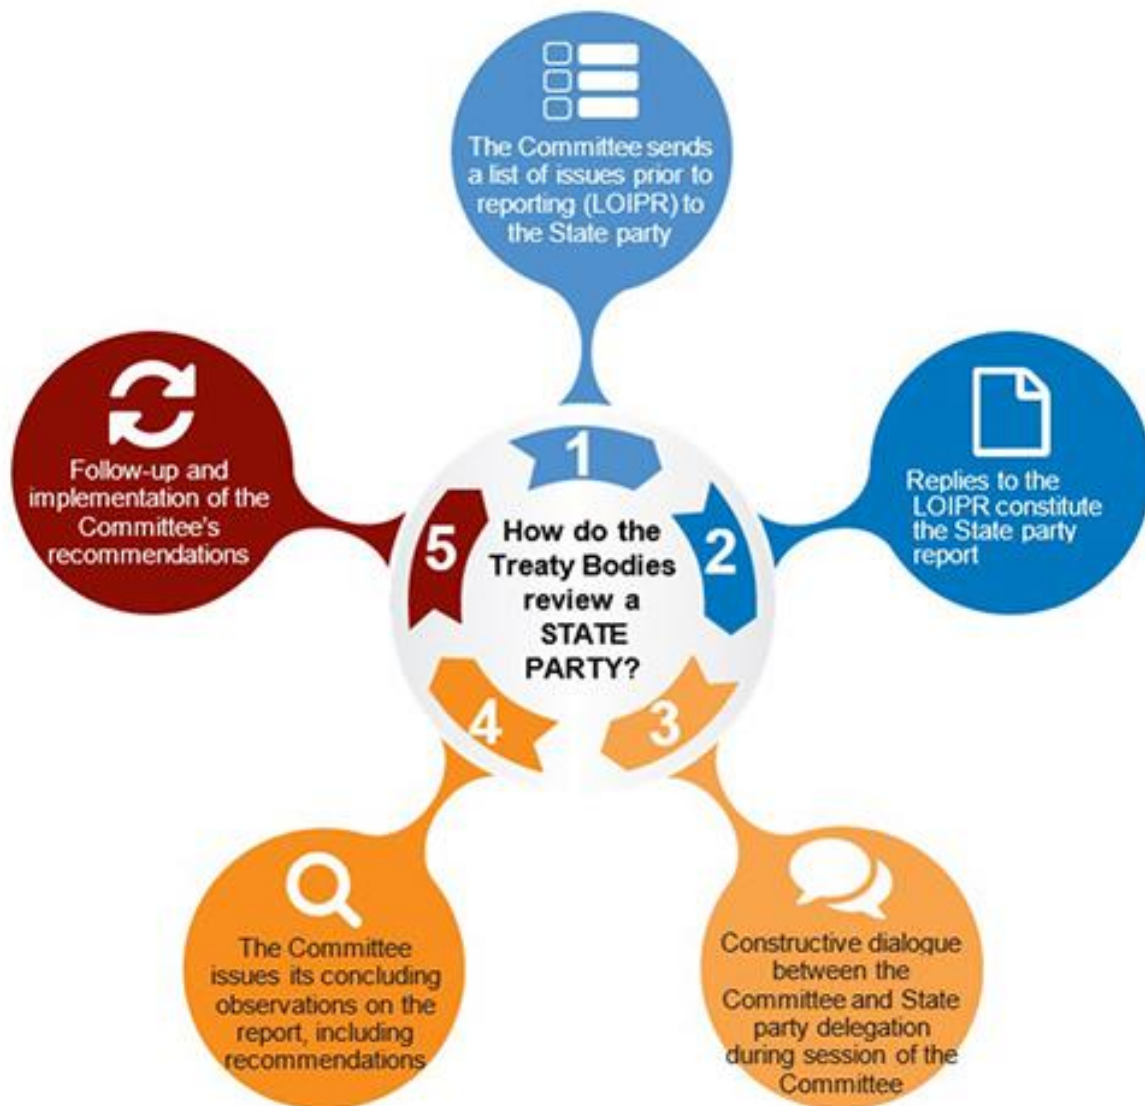 The Committee sends
a list of issues prior to
reporting (LOIPR) to
the State party
1
Replies to the
LOIPR constitute
the State party
report
2
Constructive dialogue
between the
Committee and State
party delegation
during session of the
Committee
3
The Committee
issues its concluding
observations on the
report, including
recommendations
4
Follow-up and
implementation of the
Committee's
recommendations
5
How do the
Treaty Bodies
review a
STATE
PARTY?